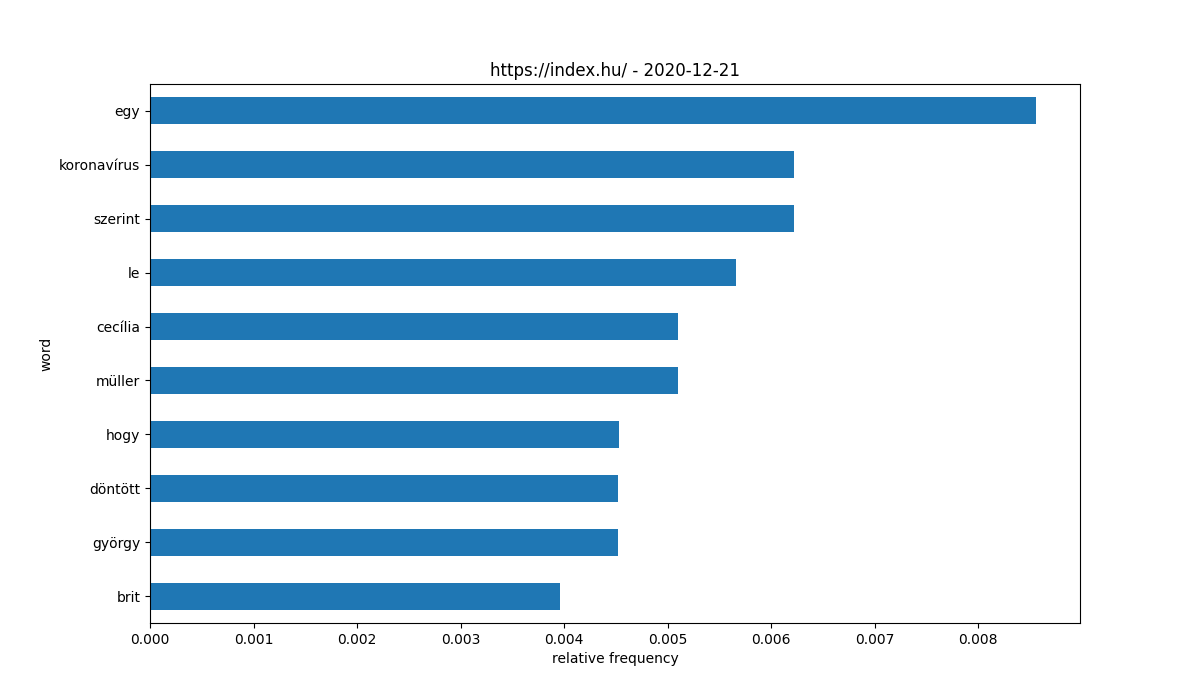 https://index.hu/ - 2020-12-21
egy
koronavírus
szerint
le
cecília
müller
hogy
döntött
györgy
brit
word
0.000 0.001 0.002 0.003 0.004 0.005 0.006 0.007 0.008
relative frequency